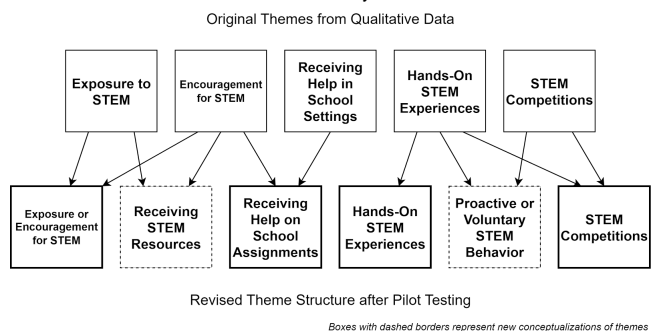 Original Themes from Qualitative Data
Exposure to
STEM
Encouragement
for STEM
Receiving
Help in
School
Settings
Hands-On
STEM
Experiences
STEM
Competitions
Exposure or
Encouragement
for STEM
Receiving
STEM
Resources
Receiving
Help on
School
Assignments
Hands-On
STEM
Experiences
Proactive or
Voluntary
STEM
Behavior
STEM
Competitions
Revised Theme Structure after Pilot Testing
Boxes with dashed borders represent new conceptualizations of themes